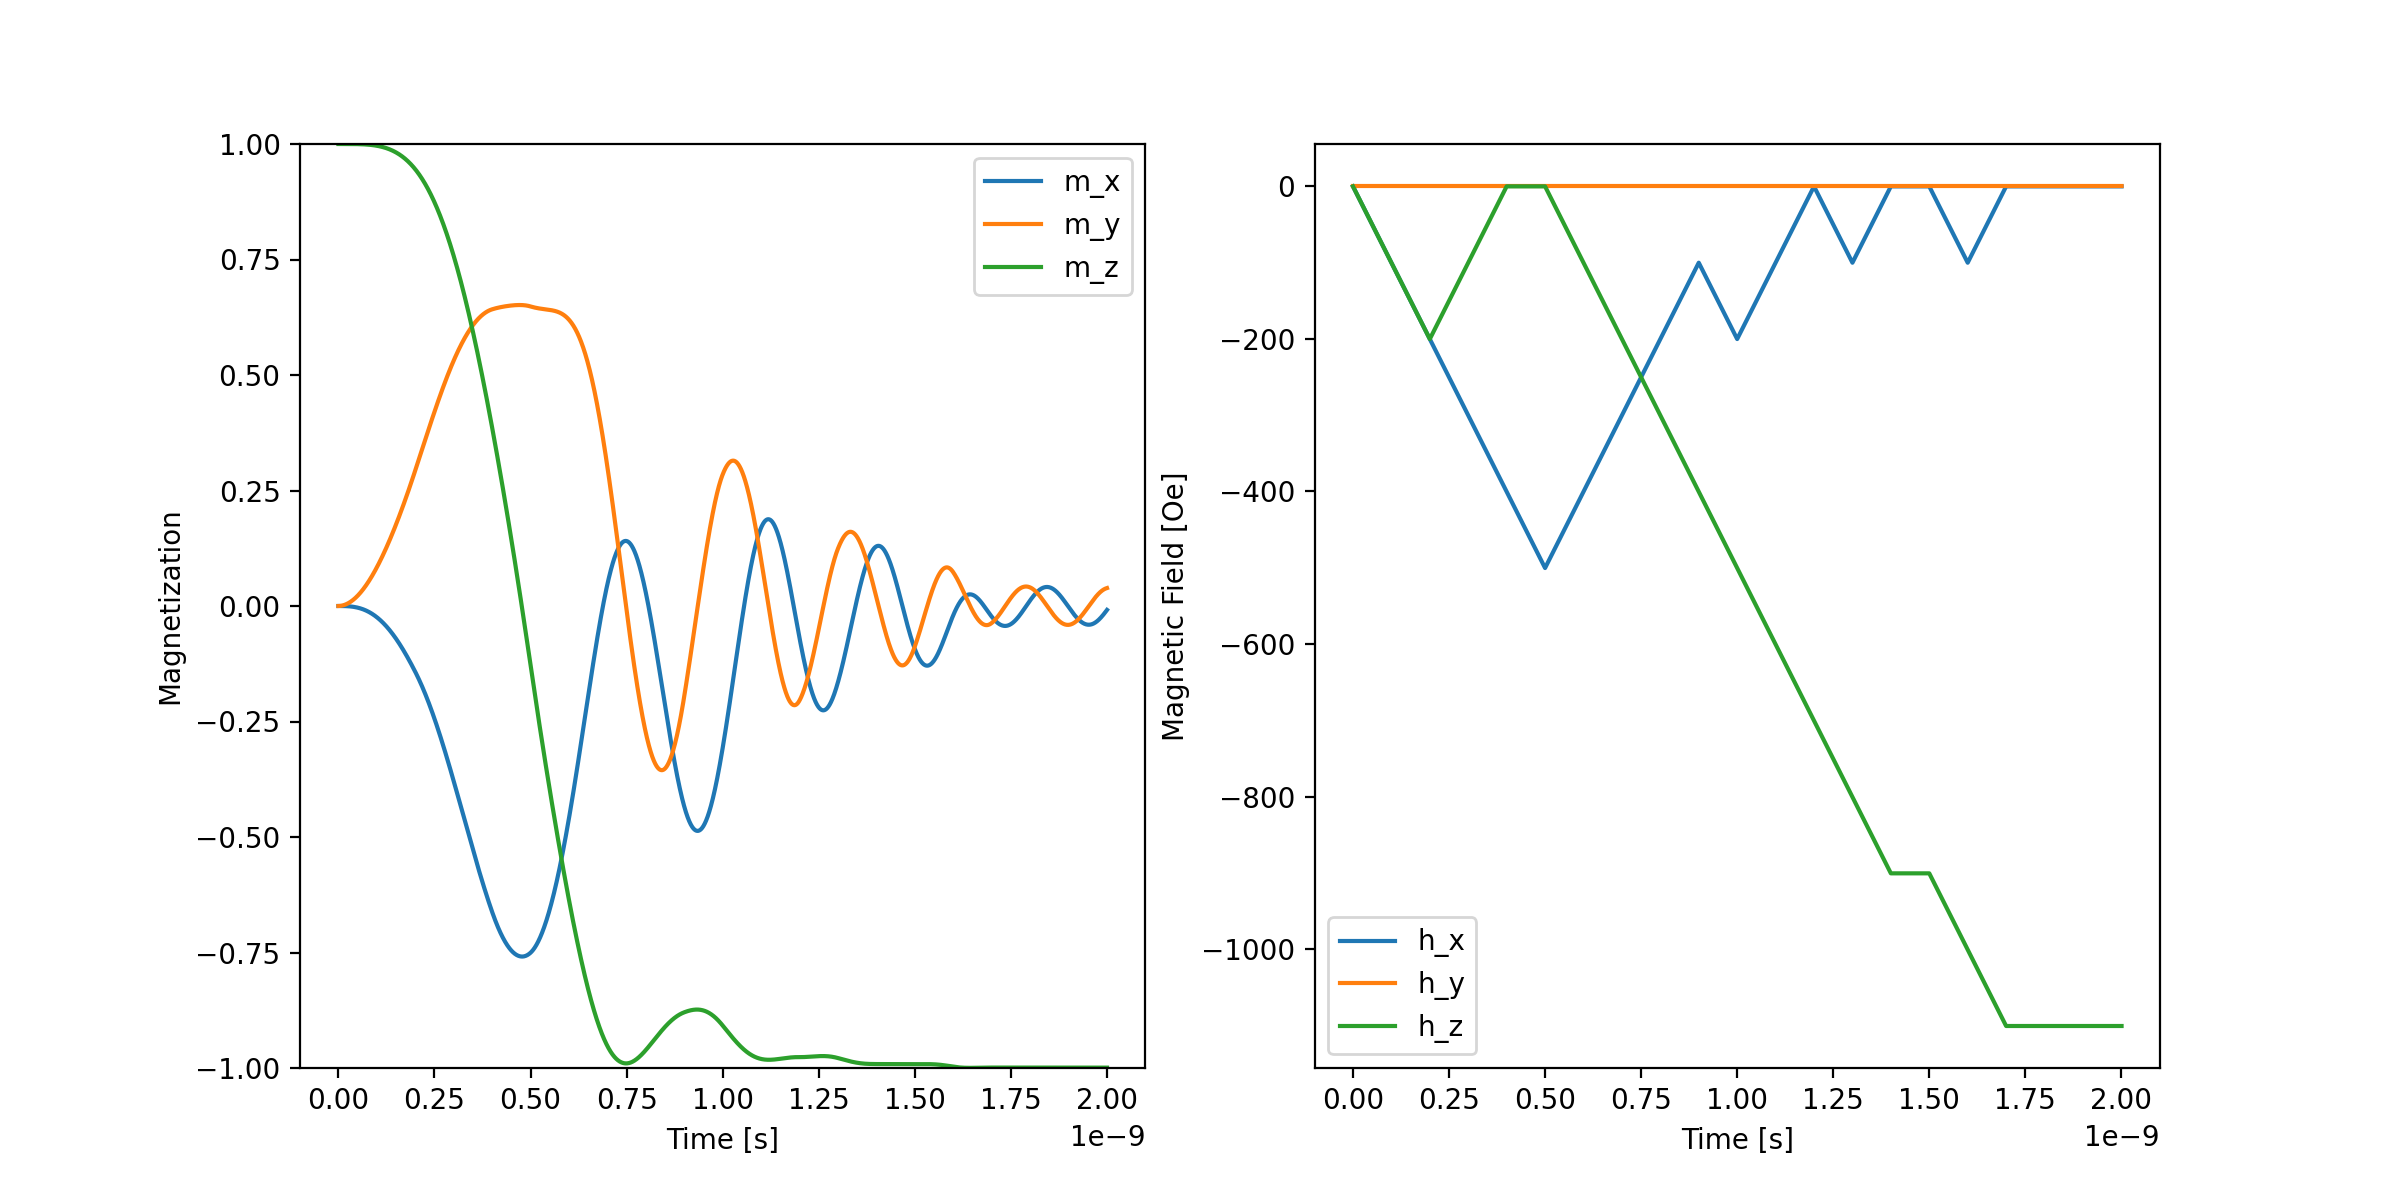 Magnetization
1.00
0.75
0.50
0.25
0.00
−0.25
−0.50
−0.75
−1.00
m_x
m_y
m_z
0.00 0.25 0.50 0.75 1.00 1.25 1.50 1.75 2.00
Time [s]
1e−9
Magnetic Field [Oe]
0
−200
−400
−600
−800
−1000
h_x
h_y
h_z
0.00 0.25 0.50 0.75 1.00 1.25 1.50 1.75 2.00
Time [s]
1e−9